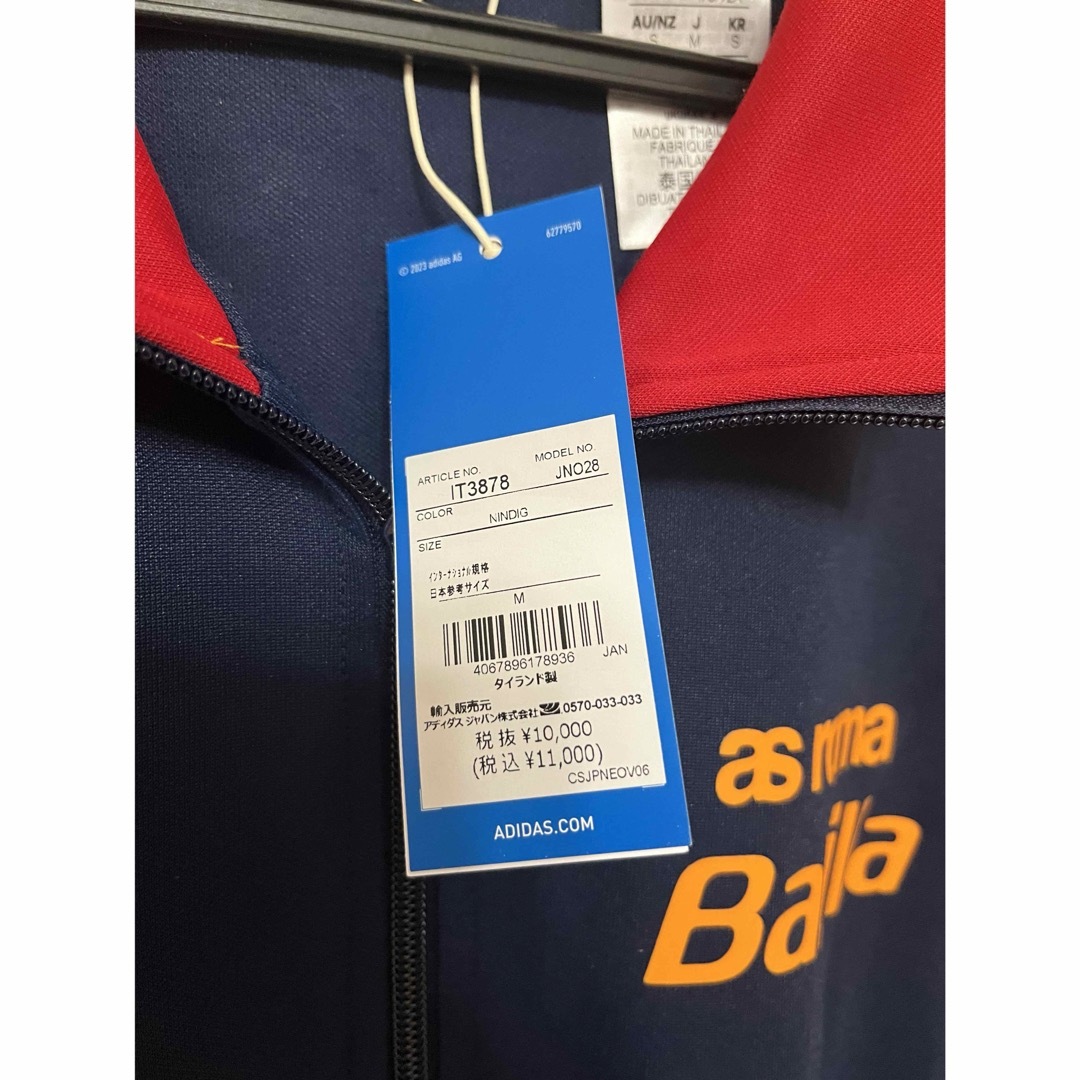 AU/NZ J KR
S M S
MADE IN
FABRIQUÉ
泰国
62779570
© 2023 adidas AG
ARTICLE NO. MODEL NO.
IT3878 JNO28
COLOR NINDIG
SIZE
インターナショナル規格
日本参考サイズ
M
4067896178936 JAN
タイランド製
輸入販売元
アディダス ジャパン株式会社 0570-033-033
税抜 ¥10,000
(税込 ¥11,000)
CSJPNEOV06
ADIDAS.COM
as roma